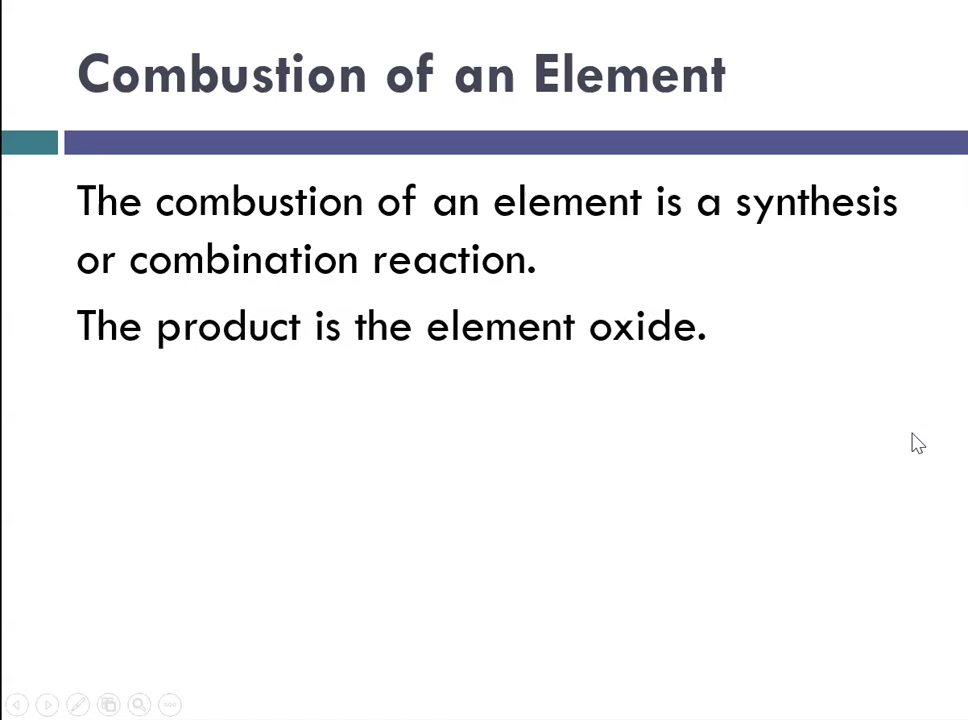 Combustion of an Element
The combustion of an element is a synthesis
or combination reaction.
The product is the element oxide.